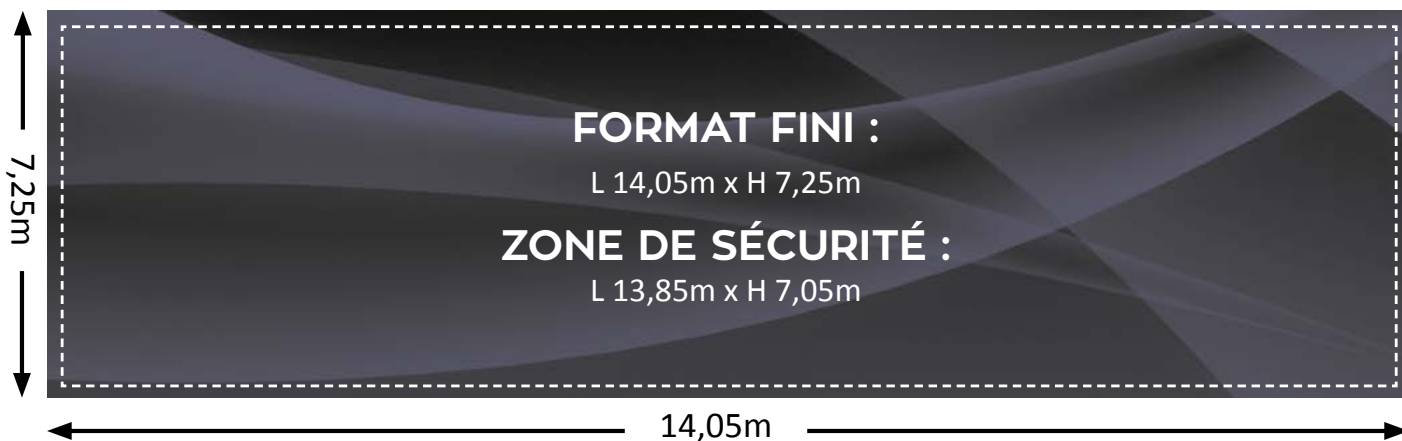 FORMAT FINI :
L 14,05m x H 7,25m
ZONE DE SÉCURITÉ :
L 13,85m x H 7,05m
7,25m
14,05m